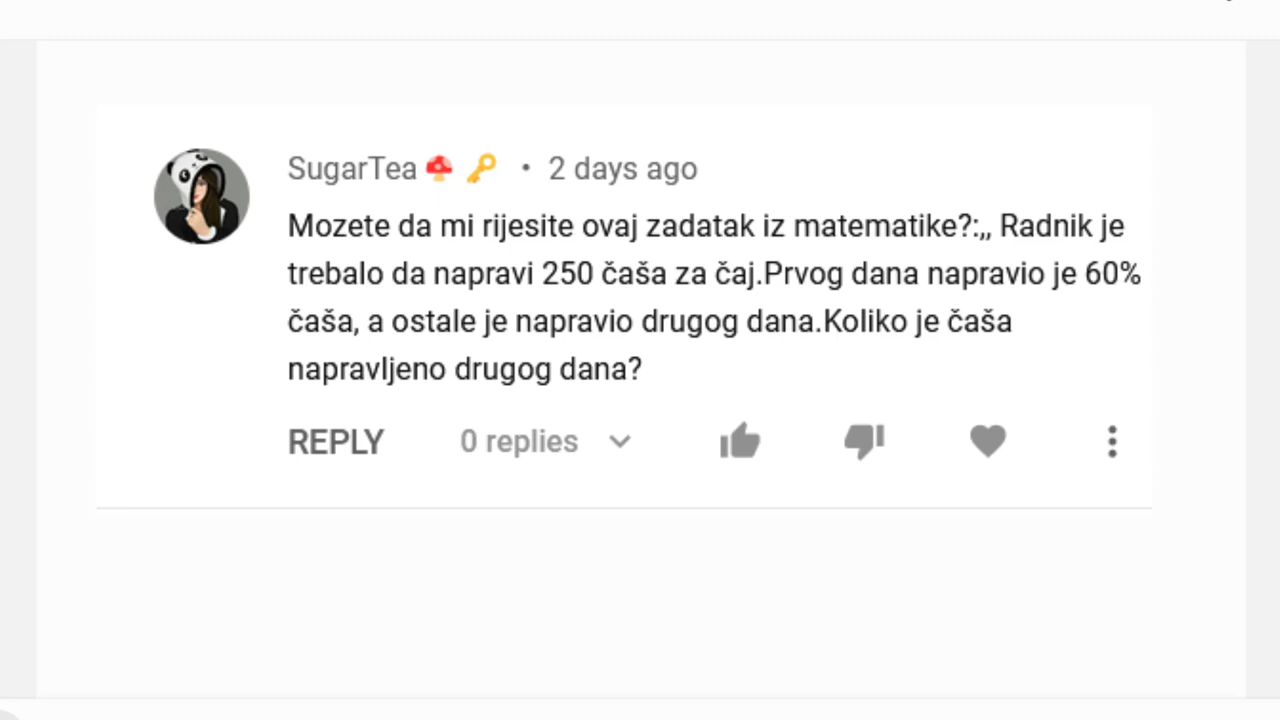 SugarTea 🍄 🔑 • 2 days ago
Mozete da mi rijesite ovaj zadatak iz matematike?:,, Radnik je
trebalo da napravi 250 čaša za čaj.Prvog dana napravio je 60%
čaša, a ostale je napravio drugog dana.Koliko je čaša
napravljeno drugog dana?
REPLY 0 replies